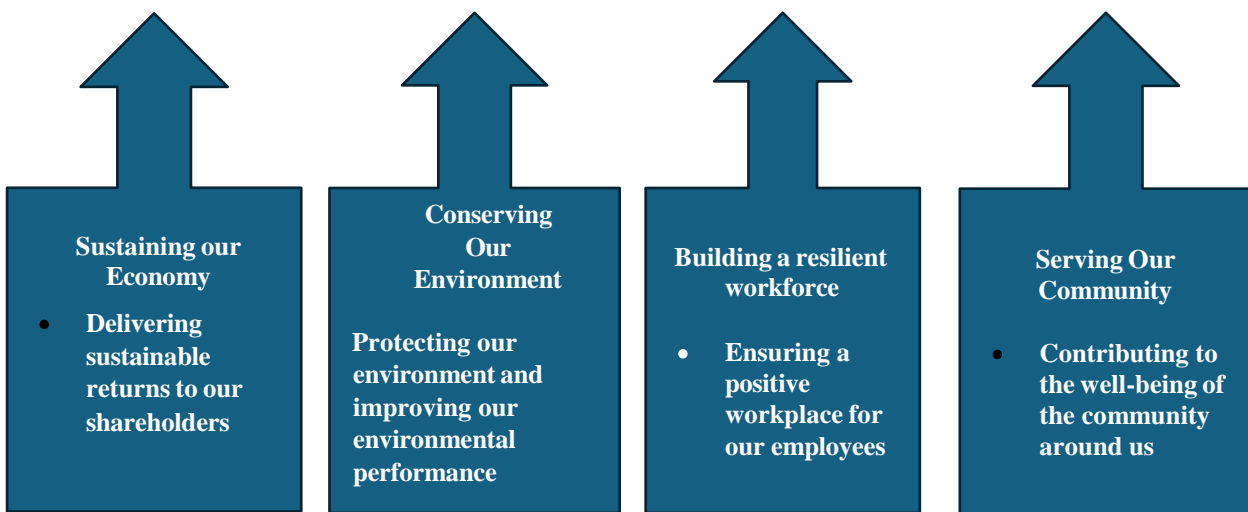 Sustaining our
Economy
• Delivering
sustainable
returns to our
shareholders
Conserving
Our
Environment
Protecting our
environment and
improving our
environmental
performance
Building a resilient
workforce
• Ensuring a
positive
workplace for
our employees
Serving Our
Community
• Contributing to
the well-being of
the community
around us